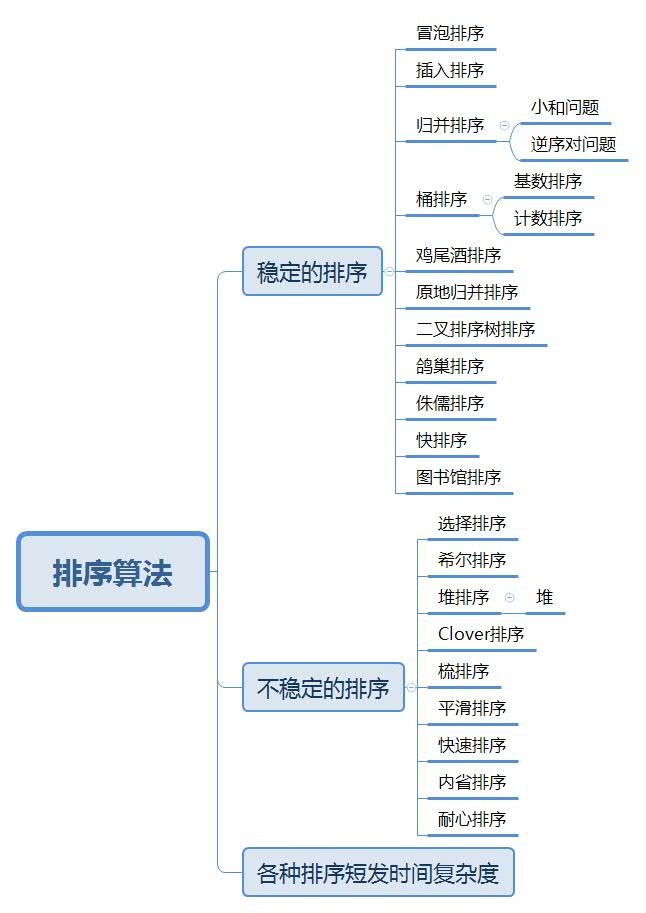 排序算法
稳定的排序
冒泡排序
插入排序
归并排序
小和问题
逆序对问题
桶排序
基数排序
计数排序
鸡尾酒排序
原地归并排序
二叉排序树排序
鸽巢排序
侏儒排序
快排序
图书馆排序
不稳定的排序
选择排序
希尔排序
堆排序
堆
Clover排序
梳排序
平滑排序
快速排序
内省排序
耐心排序
各种排序短发时间复杂度